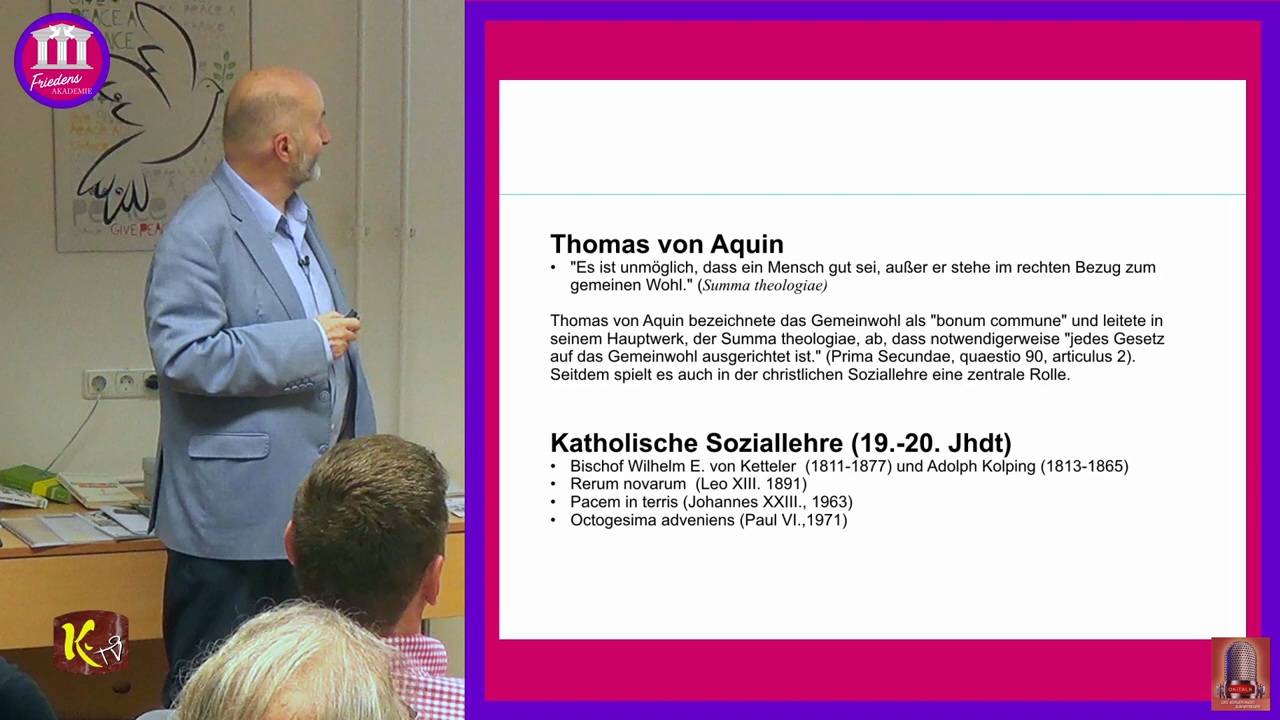 PEACE A
CE
Friedens
AKADEMIE
GIVE PEA
Thomas von Aquin
• "Es ist unmöglich, dass ein Mensch gut sei, außer er stehe im rechten Bezug zum
gemeinen Wohl." (Summa theologiae)
Thomas von Aquin bezeichnete das Gemeinwohl als "bonum commune" und leitete in
seinem Hauptwerk, der Summa theologiae, ab, dass notwendigerweise "jedes Gesetz
auf das Gemeinwohl ausgerichtet ist." (Prima Secundae, quaestio 90, articulus 2).
Seitdem spielt es auch in der christlichen Soziallehre eine zentrale Rolle.
Katholische Soziallehre (19.-20. Jhdt)
• Bischof Wilhelm E. von Ketteler (1811-1877) und Adolph Kolping (1813-1865)
• Rerum novarum (Leo XIII. 1891)
• Pacem in terris (Johannes XXIII., 1963)
• Octogesima adveniens (Paul VI.,1971)
K-TV
OKiTALK